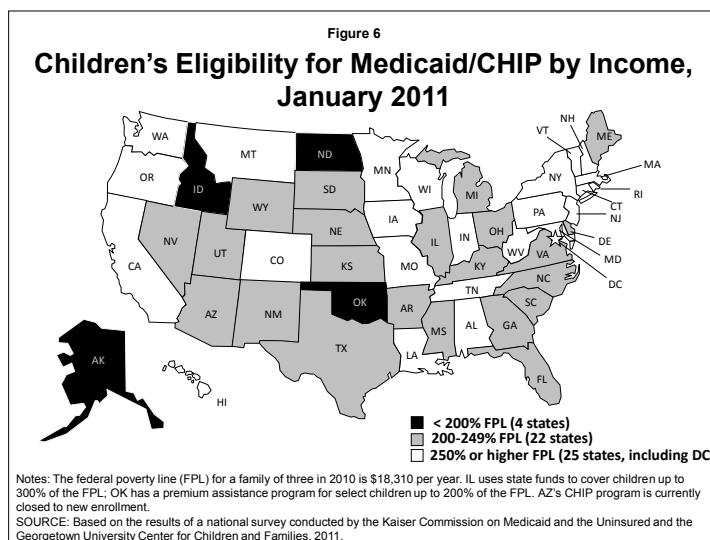 Figure 6
Children's Eligibility for Medicaid/CHIP by Income,
January 2011
WA
OR
CA
ID
NV
AZ
UT
MT
WY
CO
NM
ND
SD
NE
KS
OK
TX
MN
IA
MO
AR
LA
WI
IL
MS
MI
IN
KY
TN
AL
OH
WV
VA
NC
SC
GA
FL
PA
NY
VT
NH
ME
MA
RI
CT
NJ
DE
MD
DC
AK
HI
< 200% FPL (4 states)
200-249% FPL (22 states)
250% or higher FPL (25 states, including DC
Notes: The federal poverty line (FPL) for a family of three in 2010 is $18,310 per year. IL uses state funds to cover children up to
300% of the FPL; OK has a premium assistance program for select children up to 200% of the FPL. AZ's CHIP program is currently
closed to new enrollment.
SOURCE: Based on the results of a national survey conducted by the Kaiser Commission on Medicaid and the Uninsured and the
Georgetown University Center for Children and Families, 2011.